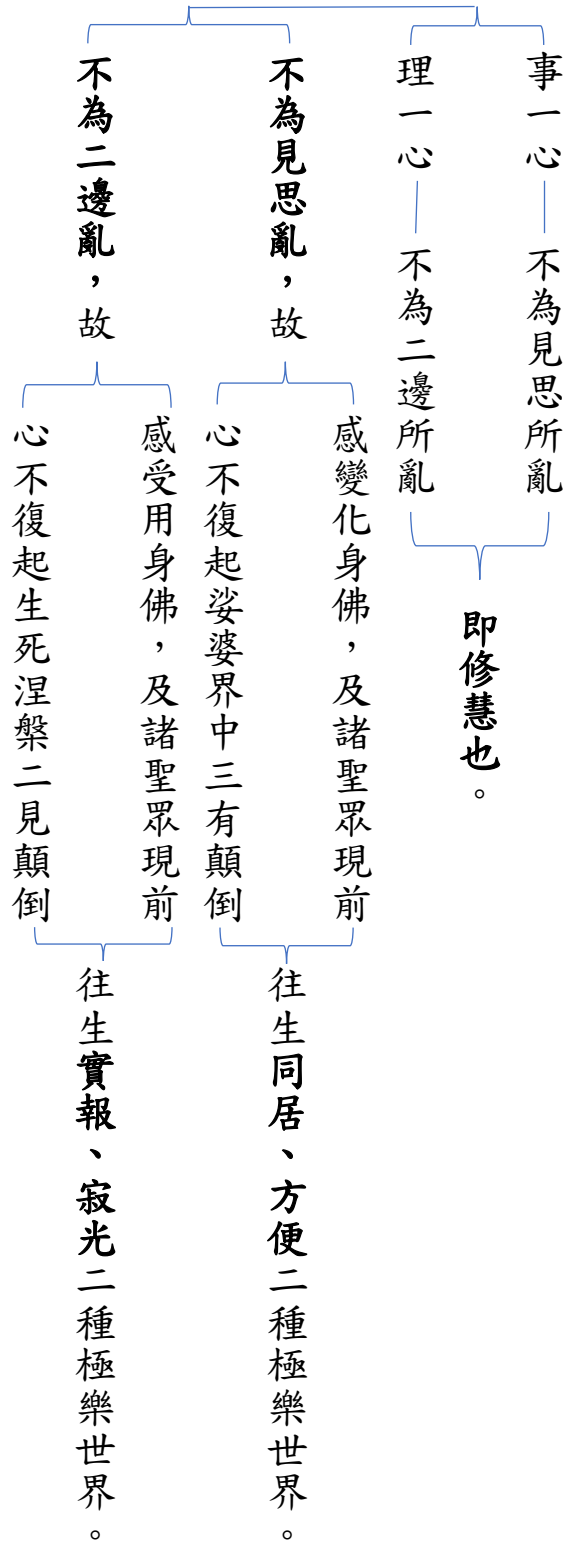 事一心
不為見思所亂
理一心
不為二邊所亂
即修慧也。
不為見思亂，故
感變化身佛，及諸聖眾現前
心不復起娑婆界中三有顛倒
往生同居、方便二種極樂世界。
不為二邊亂，故
感受用身佛，及諸聖眾現前
心不復起生死涅槃二見顛倒
往生實報、寂光二種極樂世界。